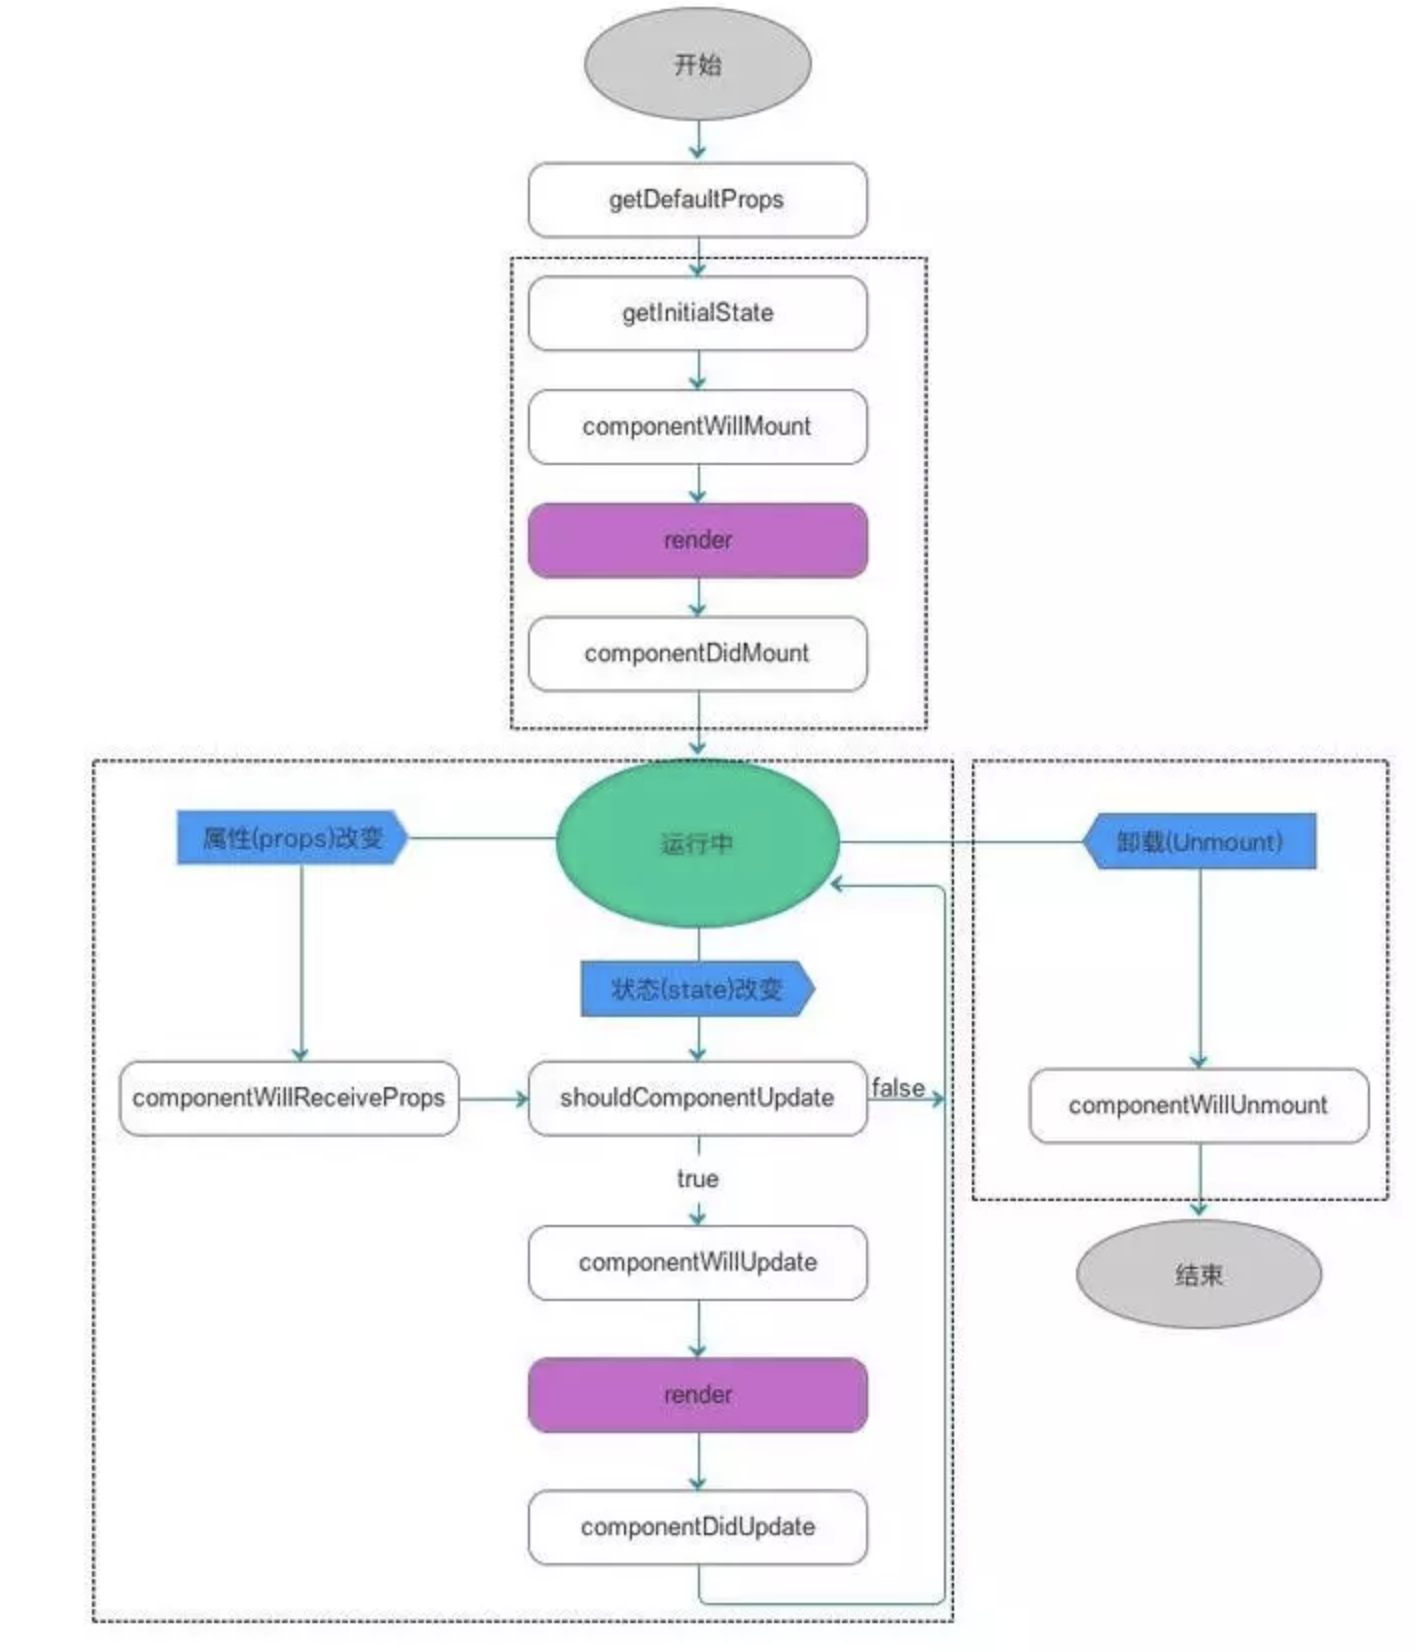 开始
getDefaultProps
getInitialState
componentWillMount
render
componentDidMount
属性(props)改变
运行中
卸载(Unmount)
状态(state)改变
componentWillReceiveProps
shouldComponentUpdate
false
componentWillUnmount
true
componentWillUpdate
结束
render
componentDidUpdate